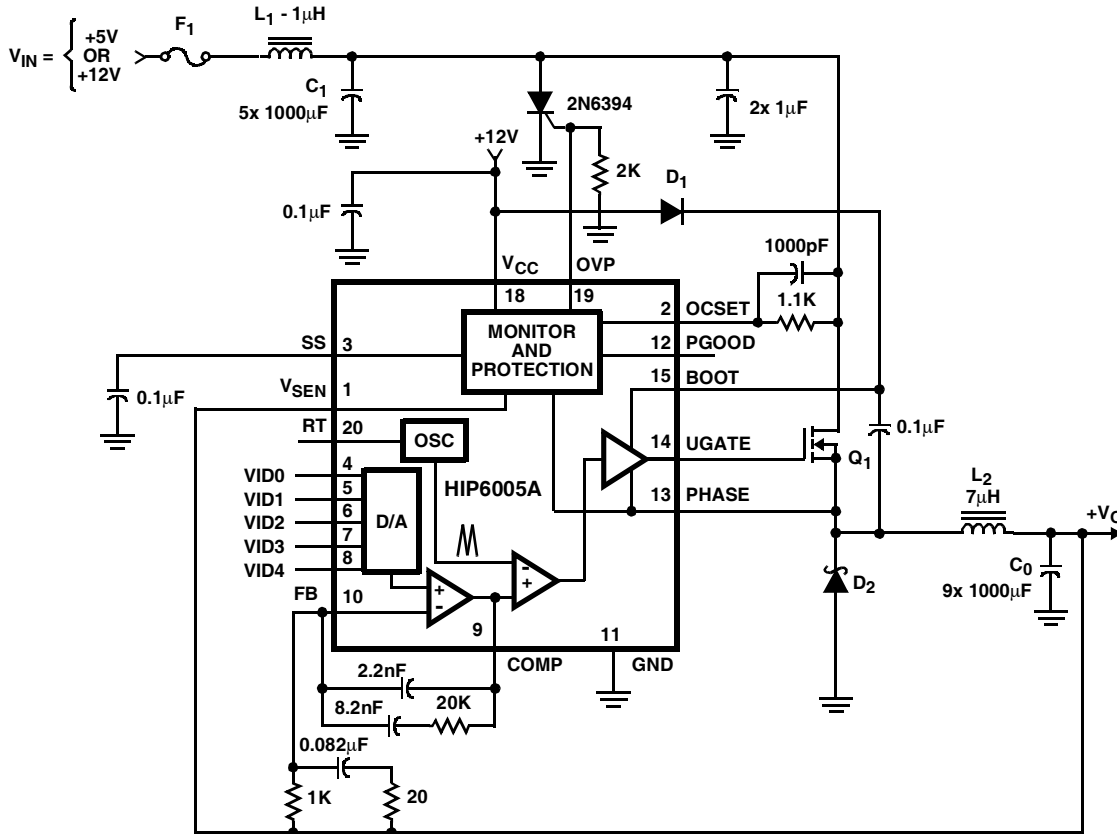 F1
L1 - 1μH
VIN =
+5V
OR
+12V
C1
5x 1000μF
2N6394
2x 1μF
+12V
2K
D1
0.1μF
1000pF
VCC
OVP
18
19
1.1K
2
OCSET
MONITOR
AND
PROTECTION
SS
3
12
PGOOD
15
BOOT
VSEN
1
0.1μF
0.1μF
RT
20
OSC
14
UGATE
Q1
VID0
4
HIP6005A
13
PHASE
L2
7μH
VID1
5
VID2
6
D/A
+VO
VID3
7
VID4
8
D2
C0
9x 1000μF
FB
10
+
-
-
+
9
11
COMP
GND
2.2nF
8.2nF
20K
0.082μF
1K
20